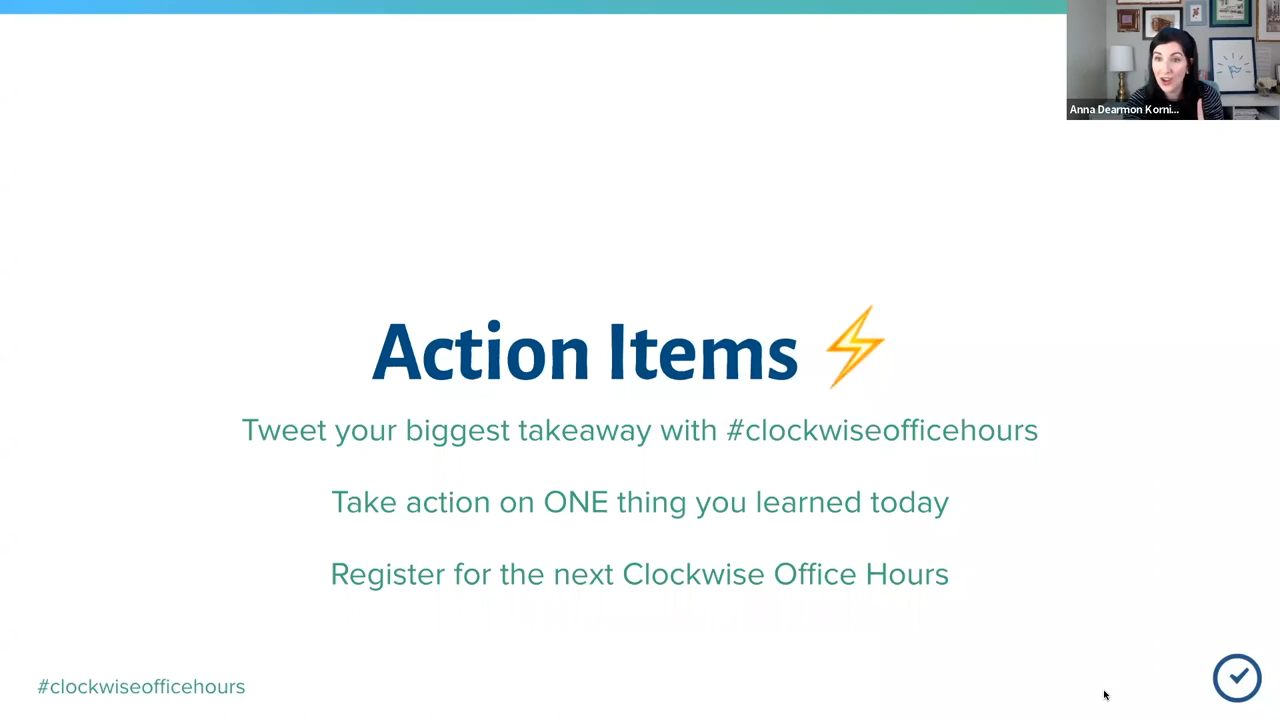 Anna Dearmon Korni...
Action Items
Tweet your biggest takeaway with #clockwiseofficehours
Take action on ONE thing you learned today
Register for the next Clockwise Office Hours
#clockwiseofficehours